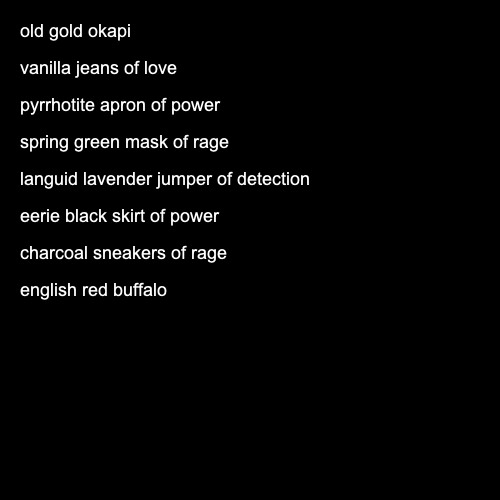 old gold okapi
vanilla jeans of love
pyrrhotite apron of power
spring green mask of rage
languid lavender jumper of detection
eerie black skirt of power
charcoal sneakers of rage
english red buffalo